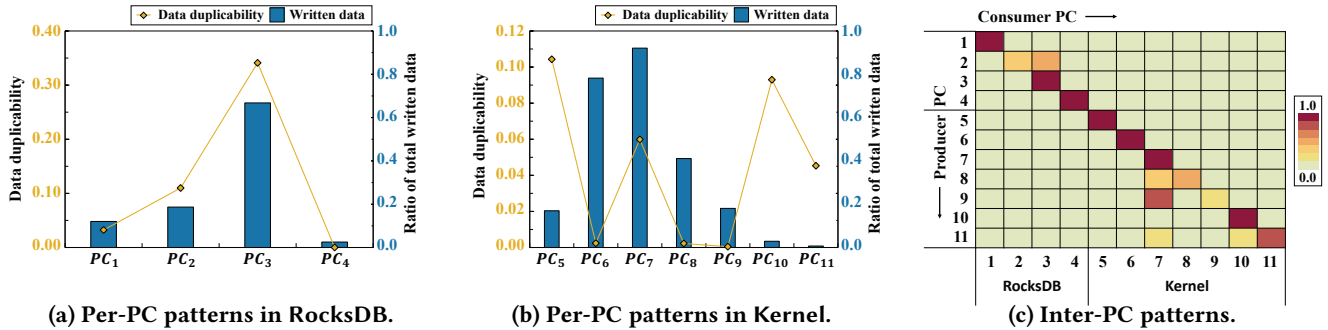 Data duplicability Written data
0.40
0.30
0.20
0.10
0.00
Data duplicability
1.0
0.8
0.6
0.4
0.2
0.0
Ratio of total written data
PC1 PC2 PC3 PC4
(a) Per-PC patterns in RocksDB.
Data duplicability Written data
0.12
0.10
0.08
0.06
0.04
0.02
0.00
Data duplicability
1.0
0.8
0.6
0.4
0.2
0.0
Ratio of total written data
PC5 PC6 PC7 PC8 PC9 PC10 PC11
(b) Per-PC patterns in Kernel.
Consumer PC
Producer PC
1
2
3
4
5
6
7
8
9
10
11
1 2 3 4 5 6 7 8 9 10 11
RocksDB Kernel
1.0
0.0
(c) Inter-PC patterns.